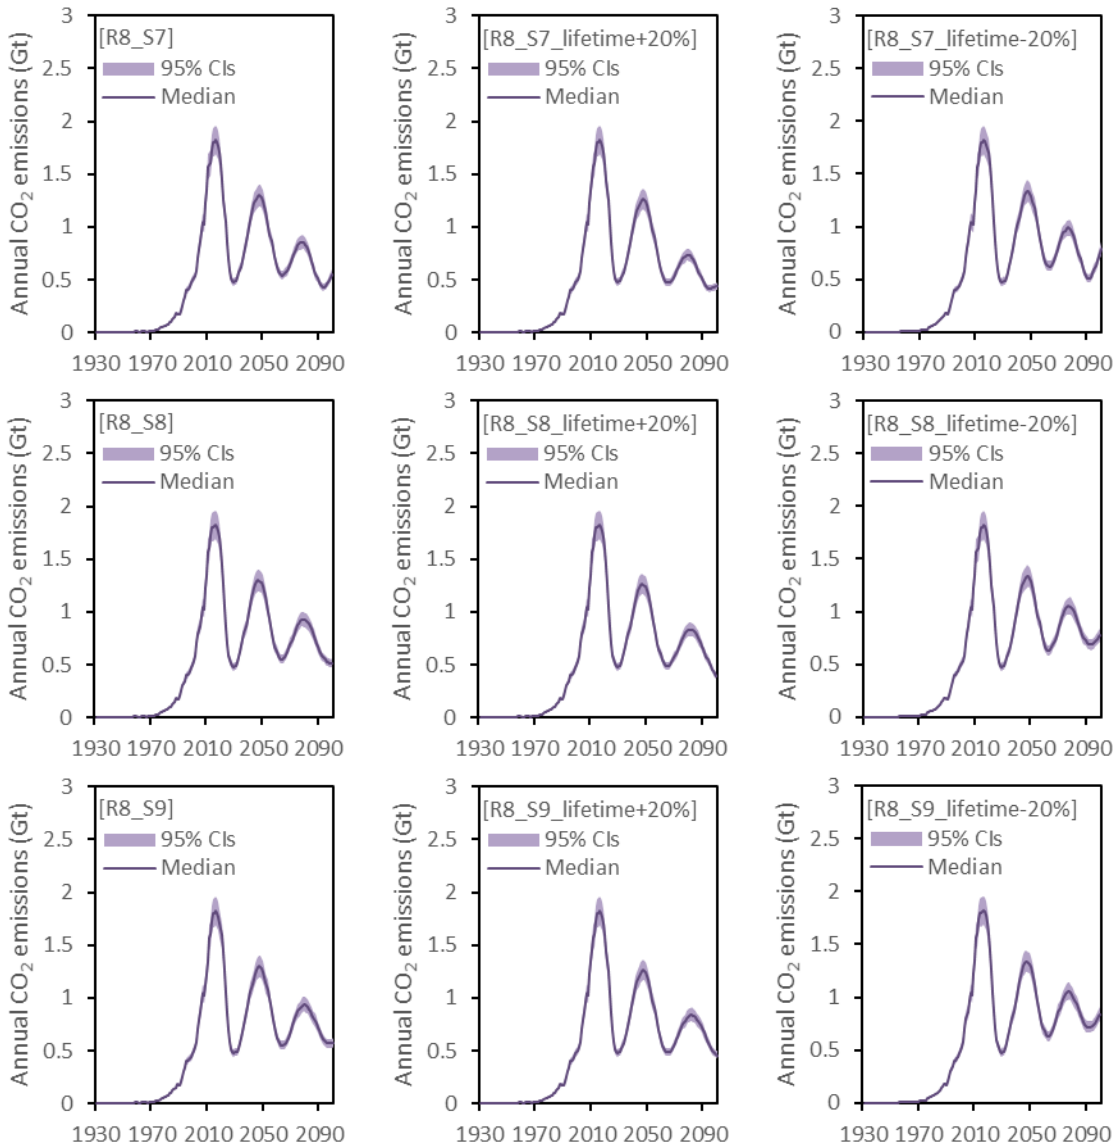 Annual CO₂ emissions (Gt)
3
2.5
2
1.5
1
0.5
0
[R8_S7]
95% CIs
Median
1930 1970 2010 2050 2090
Annual CO₂ emissions (Gt)
3
2.5
2
1.5
1
0.5
0
[R8_S7_lifetime+20%]
95% CIs
Median
1930 1970 2010 2050 2090
Annual CO₂ emissions (Gt)
3
2.5
2
1.5
1
0.5
0
[R8_S7_lifetime-20%]
95% CIs
Median
1930 1970 2010 2050 2090
Annual CO₂ emissions (Gt)
3
2.5
2
1.5
1
0.5
0
[R8_S8]
95% CIs
Median
1930 1970 2010 2050 2090
Annual CO₂ emissions (Gt)
3
2.5
2
1.5
1
0.5
0
[R8_S8_lifetime+20%]
95% CIs
Median
1930 1970 2010 2050 2090
Annual CO₂ emissions (Gt)
3
2.5
2
1.5
1
0.5
0
[R8_S8_lifetime-20%]
95% CIs
Median
1930 1970 2010 2050 2090
Annual CO₂ emissions (Gt)
3
2.5
2
1.5
1
0.5
0
[R8_S9]
95% CIs
Median
1930 1970 2010 2050 2090
Annual CO₂ emissions (Gt)
3
2.5
2
1.5
1
0.5
0
[R8_S9_lifetime+20%]
95% CIs
Median
1930 1970 2010 2050 2090
Annual CO₂ emissions (Gt)
3
2.5
2
1.5
1
0.5
0
[R8_S9_lifetime-20%]
95% CIs
Median
1930 1970 2010 2050 2090